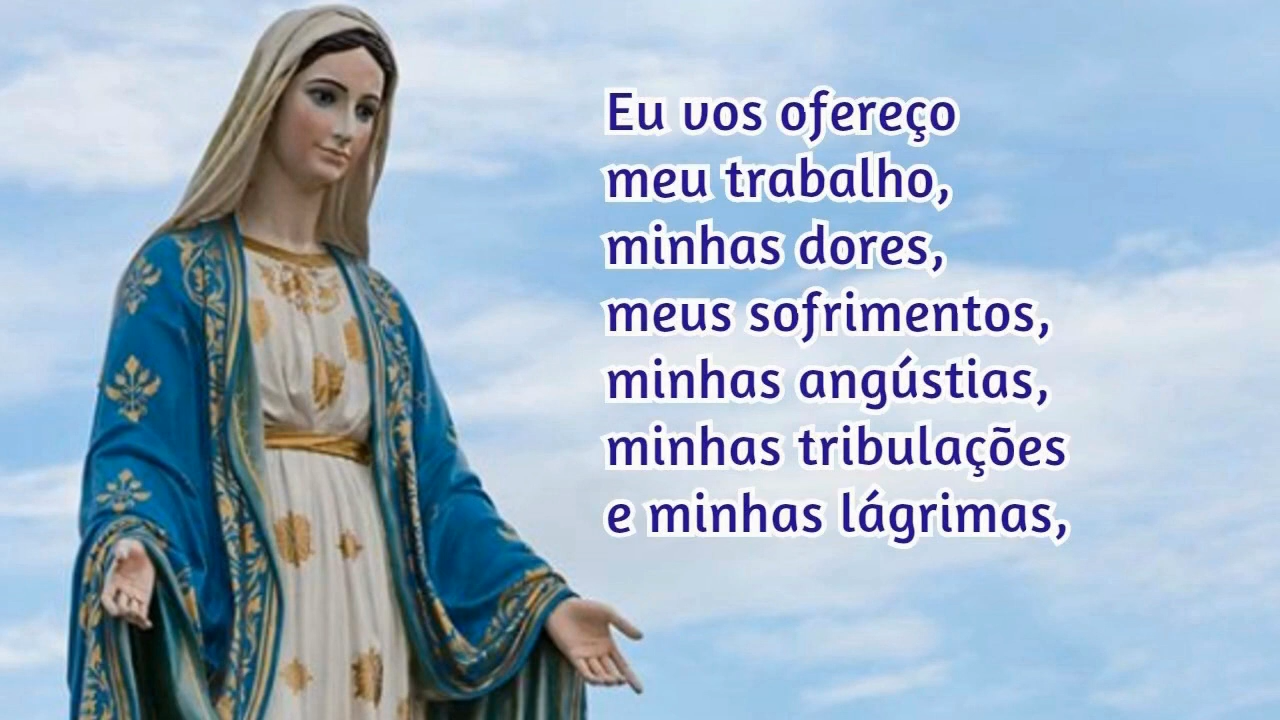 Eu vos ofereço
meu trabalho,
minhas dores,
meus sofrimentos,
minhas angústias,
minhas tribulações
e minhas lágrimas,